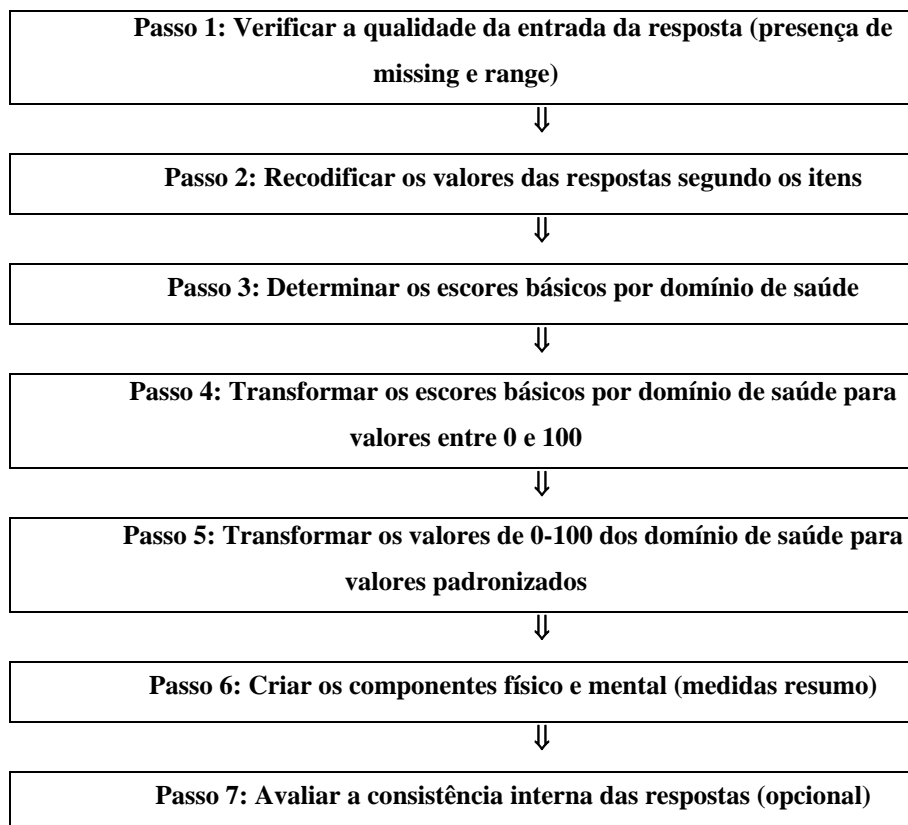 Passo 1: Verificar a qualidade da entrada da resposta (presença de
missing e range)
⇓
Passo 2: Recodificar os valores das respostas segundo os itens
⇓
Passo 3: Determinar os escores básicos por domínio de saúde
⇓
Passo 4: Transformar os escores básicos por domínio de saúde para
valores entre 0 e 100
⇓
Passo 5: Transformar os valores de 0-100 dos domínio de saúde para
valores padronizados
⇓
Passo 6: Criar os componentes físico e mental (medidas resumo)
⇓
Passo 7: Avaliar a consistência interna das respostas (opcional)